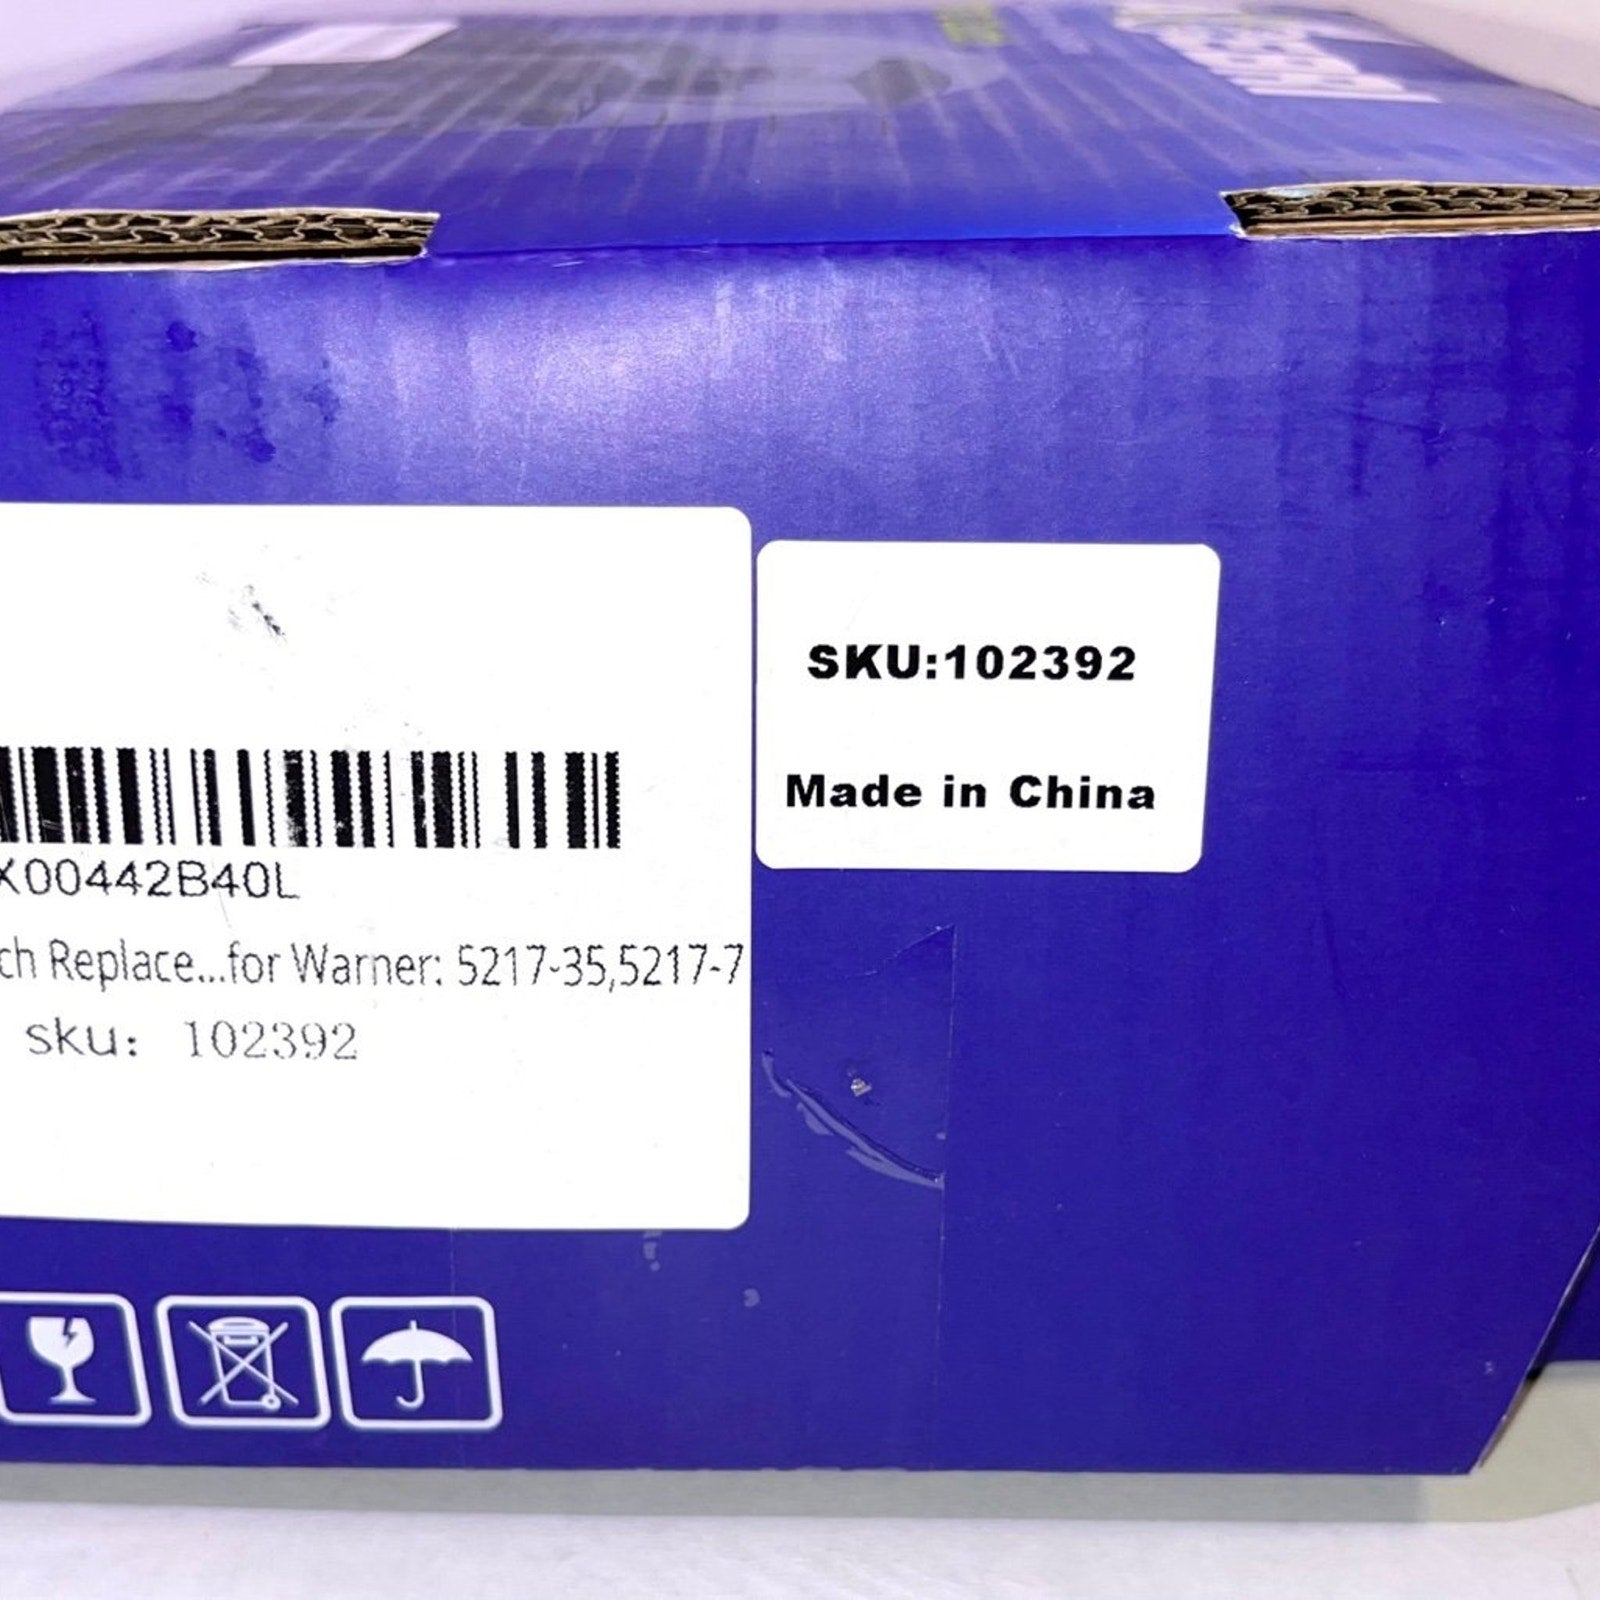 SKU:102392
Made in China
X00442B40L
ch Replace...for Warner: 5217-35,5217-7
sku: 102392